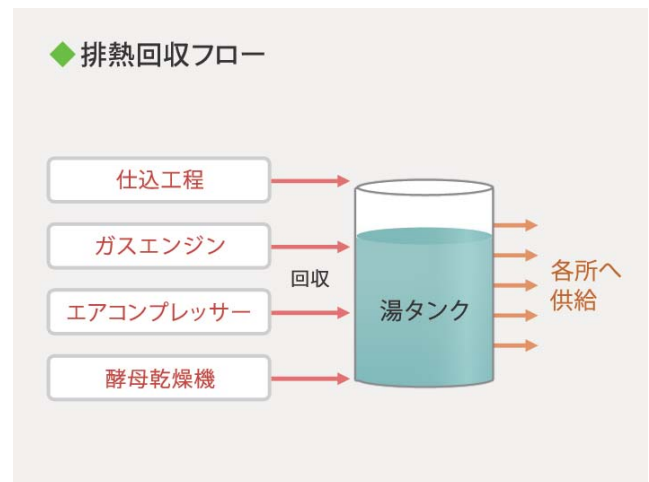 ◆排熱回収フロー
仕込工程
ガスエンジン
エアコンプレッサー
酵母乾燥機
回収
湯タンク
各所へ
供給